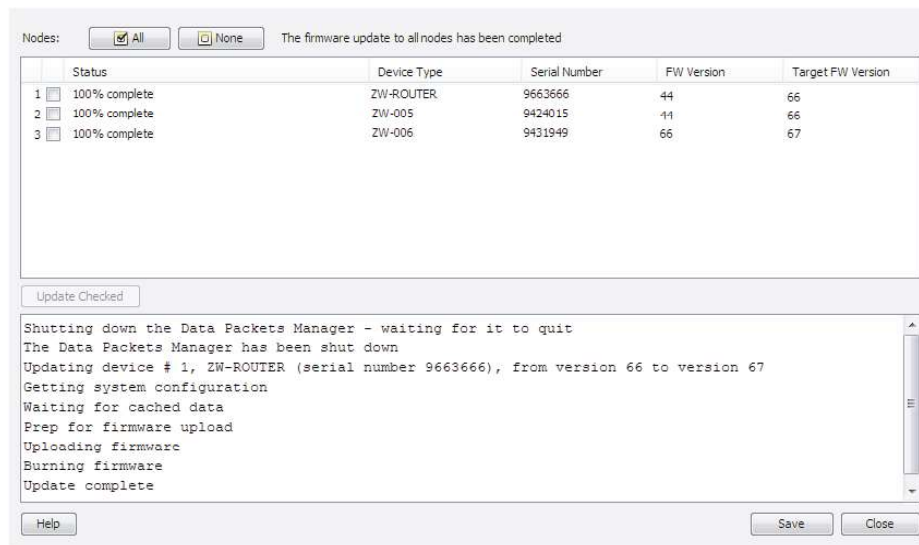 Nodes: All None The firmware update to all nodes has been completed
Status Device Type Serial Number FW Version Target FW Version
1 100% complete ZW-ROUTER 9663666 44 66
2 100% complete ZW-005 9424015 44 66
3 100% complete ZW-006 9431949 66 67
Update Checked
Shutting down the Data Packets Manager - waiting for it to quit
The Data Packets Manager has been shut down
Updating device # 1, ZW-ROUTER (serial number 9663666), from version 66 to version 67
Getting system configuration
Waiting for cached data
Prep for firmware upload
Uploading firmware
Burning firmware
Update complete
Help Save Close